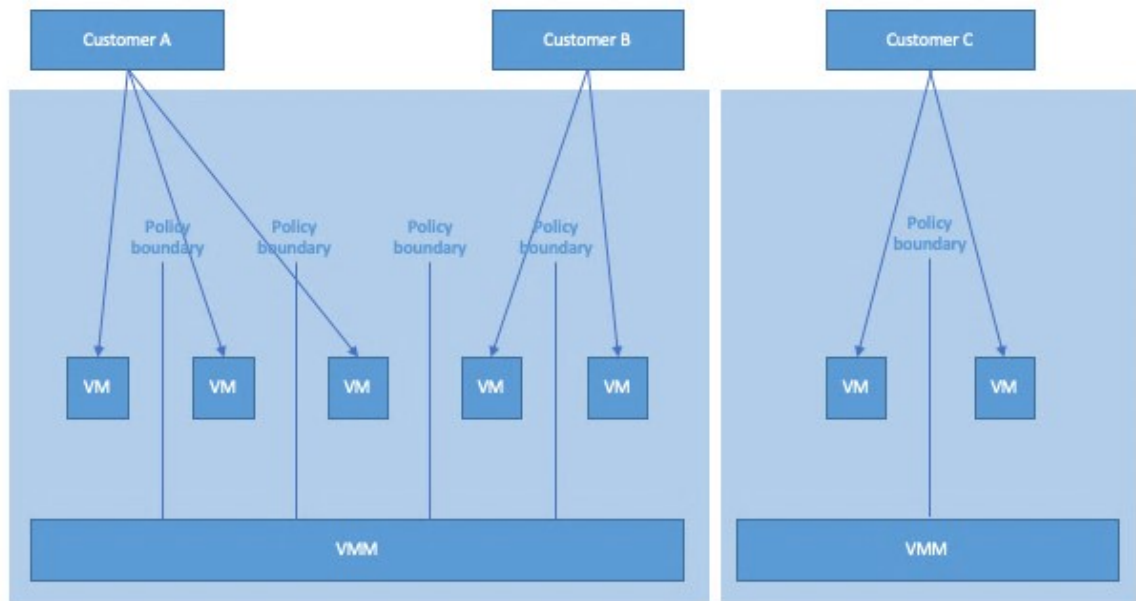 Customer A
Customer B
Customer C
Policy
boundary
Policy
boundary
Policy
boundary
Policy
boundary
Policy
boundary
VM
VM
VM
VM
VM
VM
VM
VMM
VMM